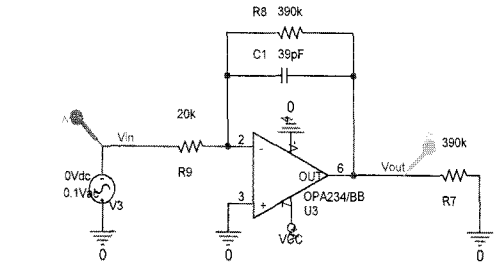 R8 390k
C1 39pF
20k
0
Vin
2
-
6
Vout
390k
R9
OUT
0Vdc
0.1Vac
V3
3
+
OPA234/BB
U3
R7
VCC
0
0
0